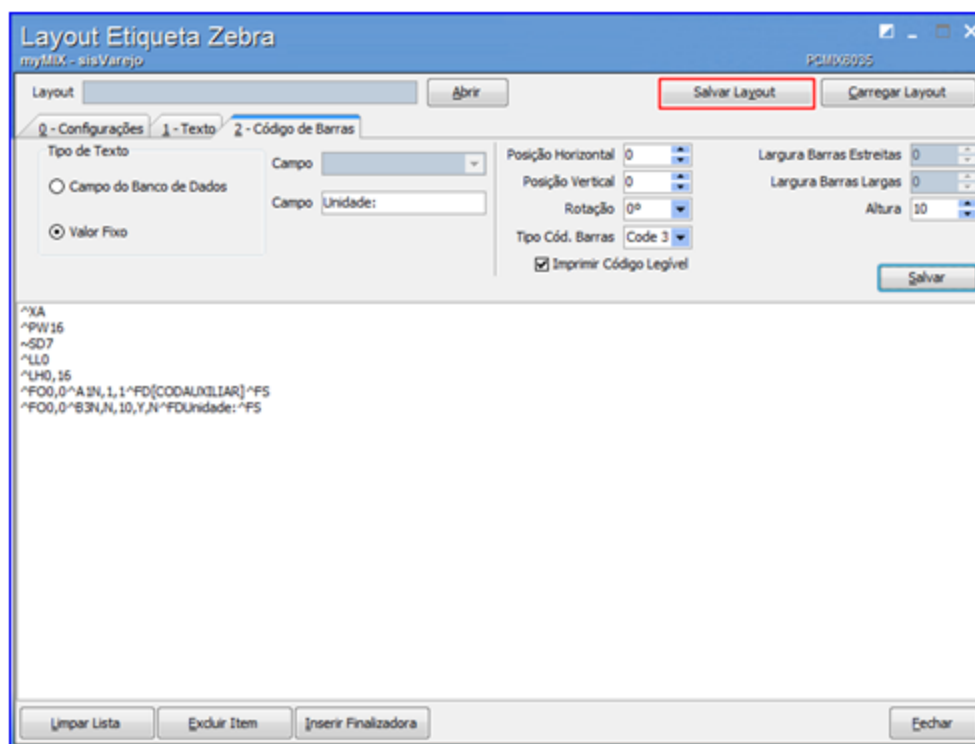 Layout Etiqueta Zebra
myMIX - sisVarejo PCMIX6035
Layout Abrir Salvar Layout Carregar Layout
0 - Configurações 1 - Texto 2 - Código de Barras
Tipo de Texto
Campo do Banco de Dados
Valor Fixo
Campo
Campo Unidade:
Posição Horizontal 0
Posição Vertical 0
Rotação 0º
Tipo Cód. Barras Code 3
Imprimir Código Legível
Largura Barras Estreitas 0
Largura Barras Largas 0
Altura 10
Salvar
^XA
^PW16
~SD7
^LL0
^LH0,16
^FO0,0^A1N,1,1^FD[CODAUXILIAR]^FS
^FO0,0^B3N,N,10,Y,N^FDUnidade:^FS
Limpar Lista Excluir Item Inserir Finalizadora Fechar